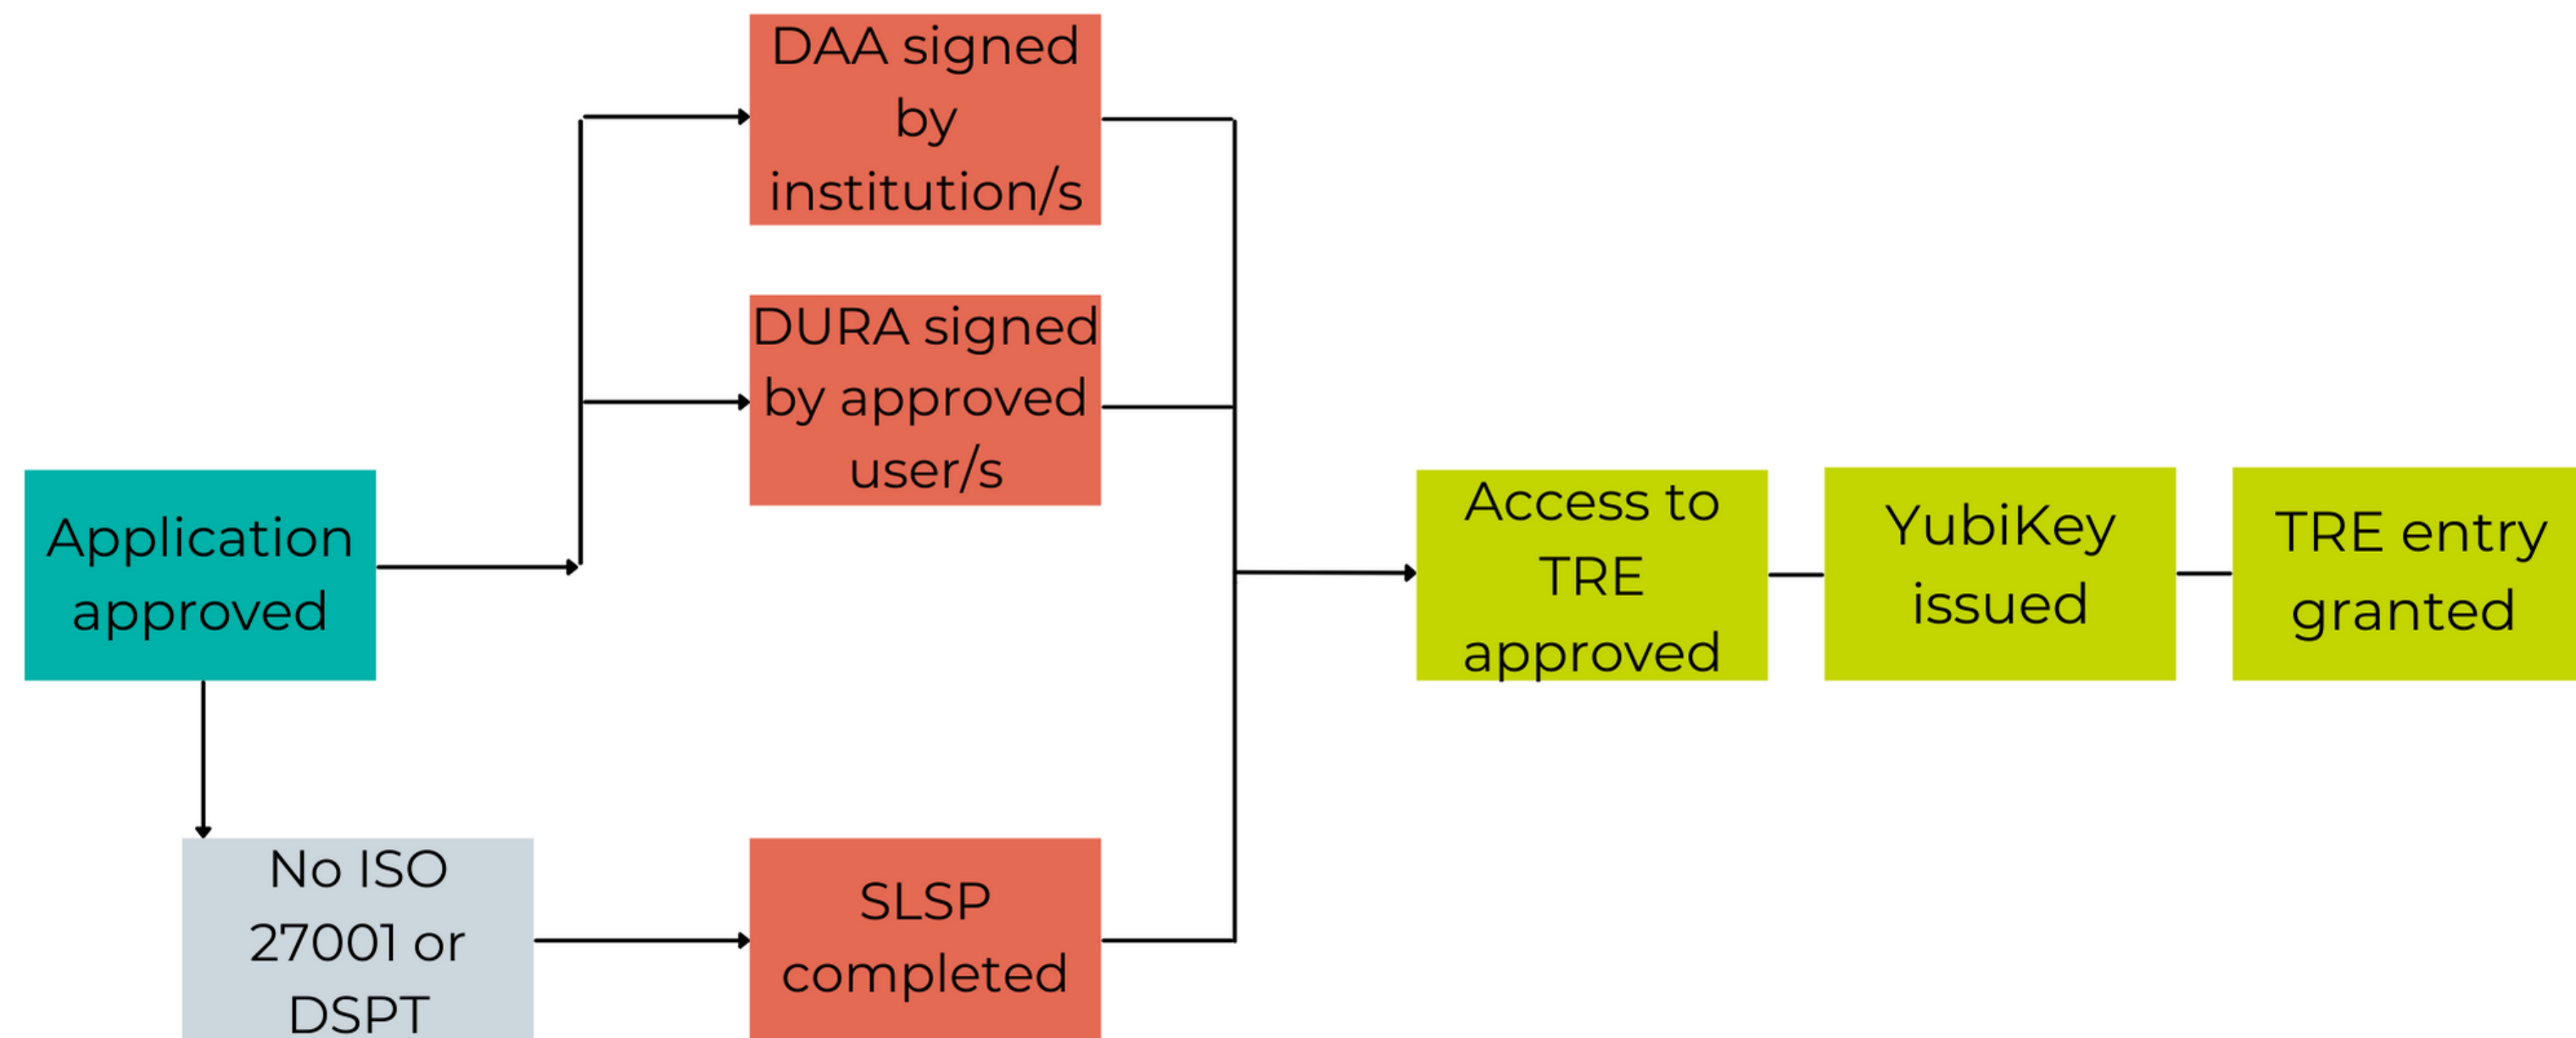 DAA signed
by
institution/s
DURA signed
by approved
user/s
Application
approved
Access to
TRE
approved
YubiKey
issued
TRE entry
granted
No ISO
27001 or
DSPT
SLSP
completed